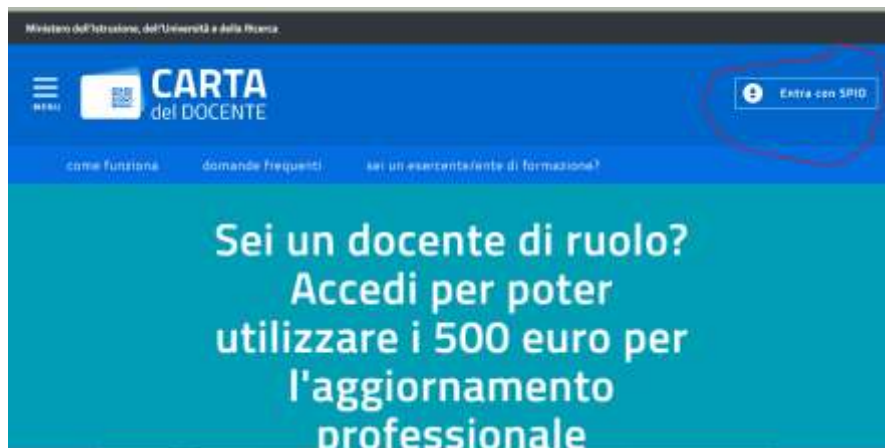 Ministero dell'Istruzione, dell'Università e della Ricerca
MENU
CARTA
del DOCENTE
Entra con SPID
come funziona
domande frequenti
sei un esercente/ente di formazione?
Sei un docente di ruolo?
Accedi per poter
utilizzare i 500 euro per
l'aggiornamento
professionale